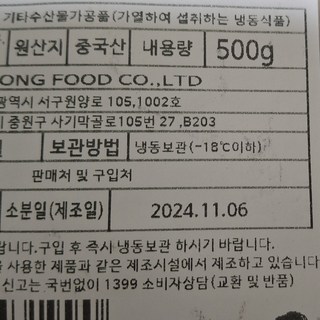 기타수산물가공품(가열하여 섭취하는 냉동식품)
원산지 중국산 내용량 500g
ONG FOOD CO.,LTD
광역시 서구원양로 105,1002호
중원구 사기막골로105번 27 ,B203
보관방법 냉동보관(-18℃이하)
판매처 및 구입처
소분일(제조일) 2024.11.06
랍니다.구입 후 즉시 냉동보관 하시기 바랍니다.
을 사용한 제품과 같은 제조시설에서 제조하고 있습니다
신고는 국번없이 1399 소비자상담(교환 및 반품)